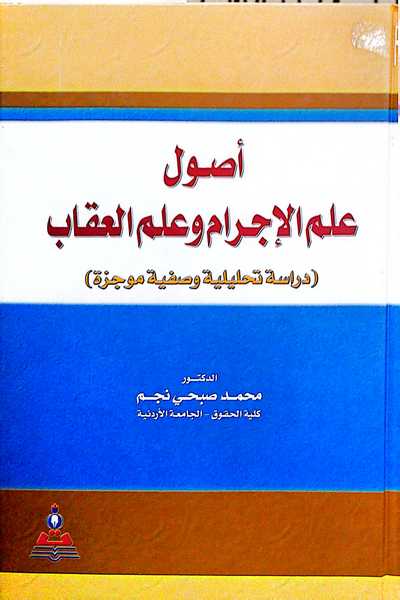 أصول
علم الإجرام وعلم العقاب
(دراسة تحليلية وصفية موجزة)
الدكتور
محمد صبحي نجم
كلية الحقوق - الجامعة الأردنية